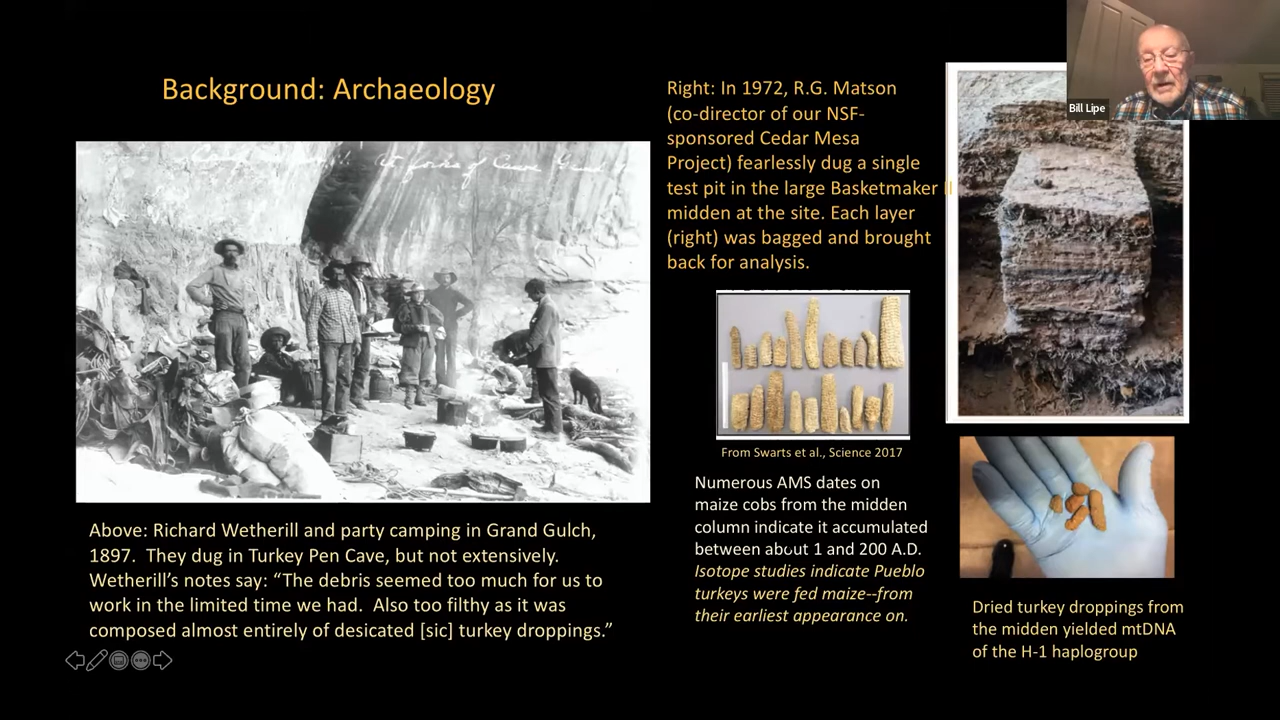 Background: Archaeology
Bill Lipe
at forks of
Above: Richard Wetherill and party camping in Grand Gulch,
1897. They dug in Turkey Pen Cave, but not extensively.
Wetherill’s notes say: “The debris seemed too much for us to
work in the limited time we had. Also too filthy as it was
composed almost entirely of desicated [sic] turkey droppings.”
Right: In 1972, R.G. Matson
(co-director of our NSF-
sponsored Cedar Mesa
Project) fearlessly dug a single
test pit in the large Basketmaker II
midden at the site. Each layer
(right) was bagged and brought
back for analysis.
From Swarts et al., Science 2017
Numerous AMS dates on
maize cobs from the midden
column indicate it accumulated
between about 1 and 200 A.D.
Isotope studies indicate Pueblo
turkeys were fed maize--from
their earliest appearance on.
Dried turkey droppings from
the midden yielded mtDNA
of the H-1 haplogroup